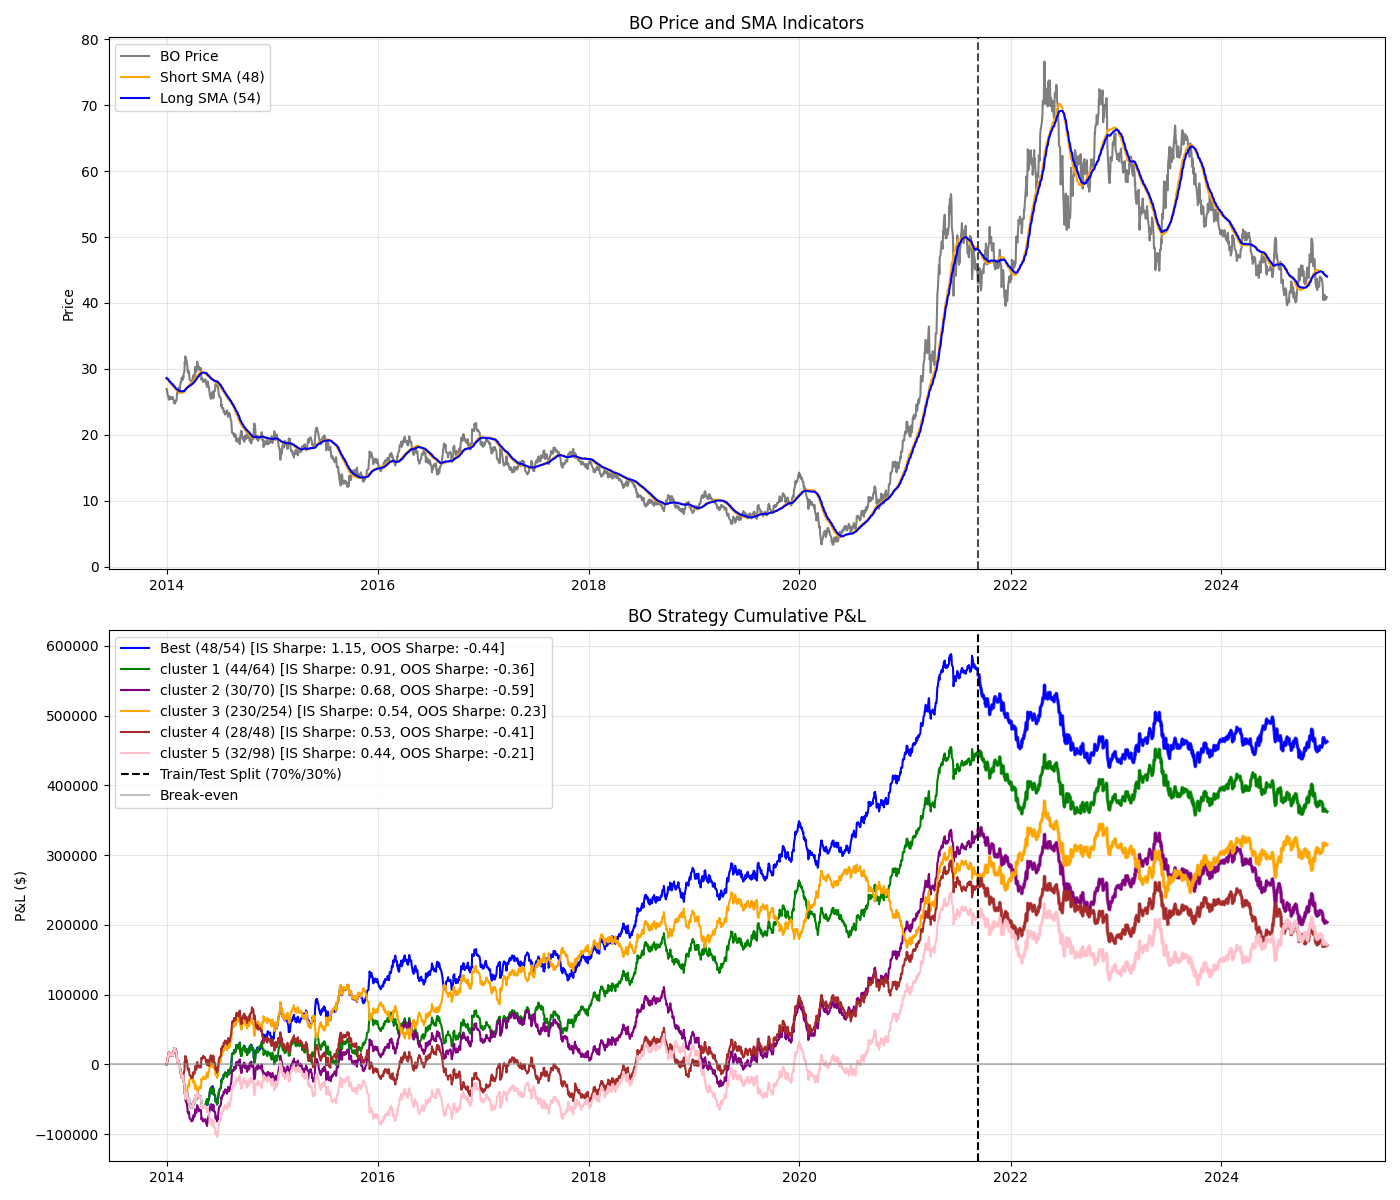 BO Price and SMA Indicators
80
70
60
50
40
30
20
10
0
Price
BO Price
Short SMA (48)
Long SMA (54)
2014
2016
2018
2020
2022
2024
BO Strategy Cumulative P&L
600000
500000
400000
300000
200000
100000
0
−100000
P&L ($)
Best (48/54) [IS Sharpe: 1.15, OOS Sharpe: -0.44]
cluster 1 (44/64) [IS Sharpe: 0.91, OOS Sharpe: -0.36]
cluster 2 (30/70) [IS Sharpe: 0.68, OOS Sharpe: -0.59]
cluster 3 (230/254) [IS Sharpe: 0.54, OOS Sharpe: 0.23]
cluster 4 (28/48) [IS Sharpe: 0.53, OOS Sharpe: -0.41]
cluster 5 (32/98) [IS Sharpe: 0.44, OOS Sharpe: -0.21]
Train/Test Split (70%/30%)
Break-even
2014
2016
2018
2020
2022
2024